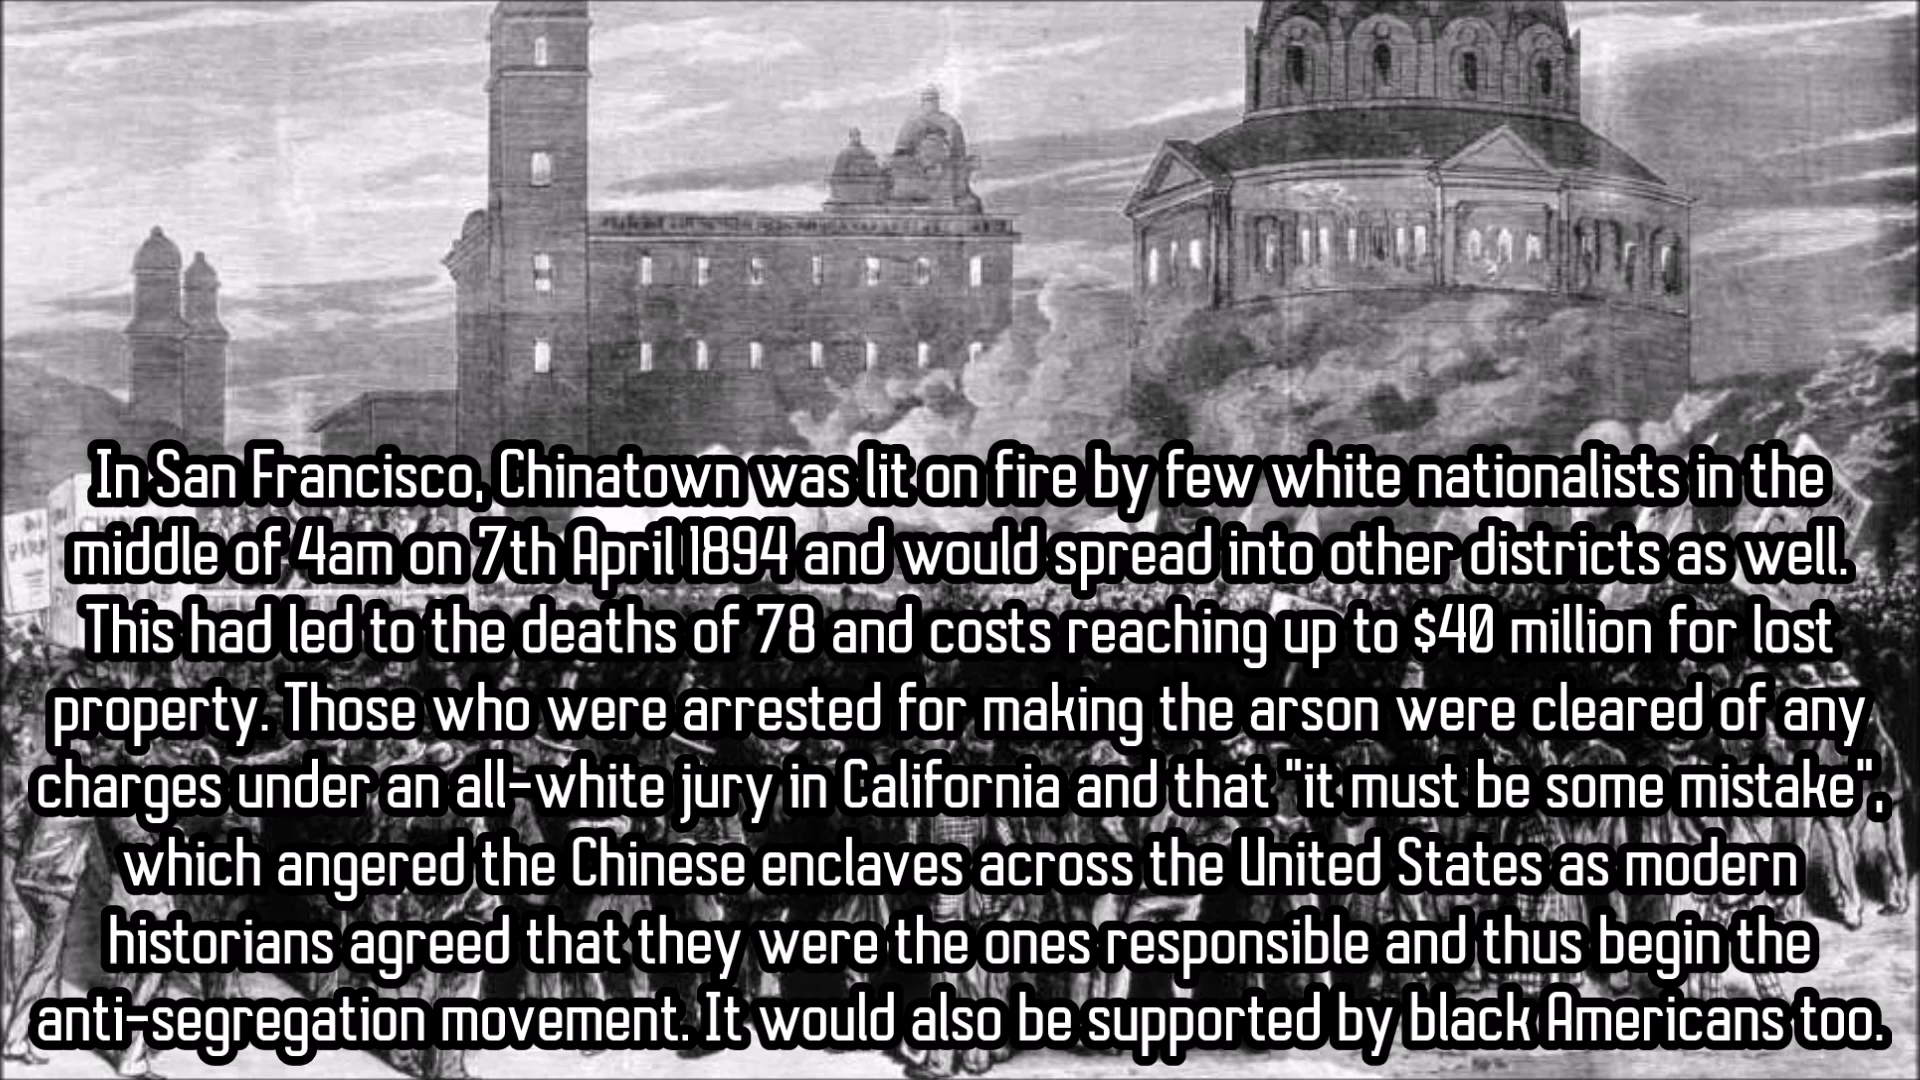 In San Francisco, Chinatown was lit on fire by few white nationalists in the
middle of 4am on 7th April 1894 and would spread into other districts as well.
This had led to the deaths of 78 and costs reaching up to $40 million for lost
property. Those who were arrested for making the arson were cleared of any
charges under an all-white jury in California and that "it must be some mistake",
which angered the Chinese enclaves across the United States as modern
historians agreed that they were the ones responsible and thus begin the
anti-segregation movement. It would also be supported by black Americans too.